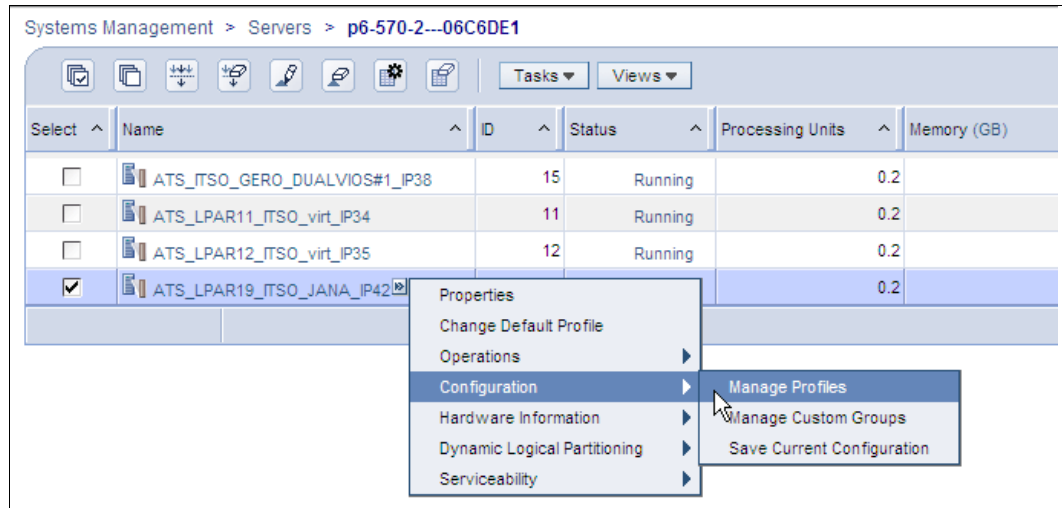 Systems Management > Servers > p6-570-2---06C6DE1
Tasks Views
Select Name ID Status Processing Units Memory (GB)
ATS_ITSO_GERO_DUALVIOS#1_IP38 15 Running 0.2
ATS_LPAR11_ITSO_virt_IP34 11 Running 0.2
ATS_LPAR12_ITSO_virt_IP35 12 Running 0.2
ATS_LPAR19_ITSO_JANA_IP42 0.2
Properties
Change Default Profile
Operations
Configuration
Hardware Information
Dynamic Logical Partitioning
Serviceability
Manage Profiles
Manage Custom Groups
Save Current Configuration